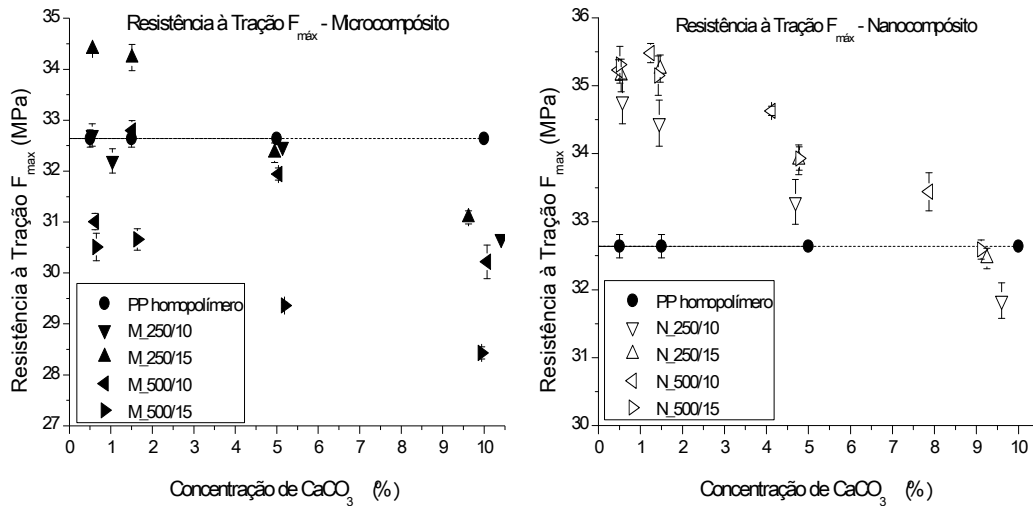 Resistência à Tração F máx - Microcompósito
Resistência à Tração F max (MPa)
35
34
33
32
31
30
29
28
27
PP homopolímero
M_250/10
M_250/15
M_500/10
M_500/15
0 1 2 3 4 5 6 7 8 9 10
Concentração de CaCO3 (%)
Resistência à Tração F máx - Nanocompósito
Resistência à Tração F max (MPa)
36
35
34
33
32
31
30
PP homopolímero
N_250/10
N_250/15
N_500/10
N_500/15
0 1 2 3 4 5 6 7 8 9 10
Concentração de CaCO3 (%)